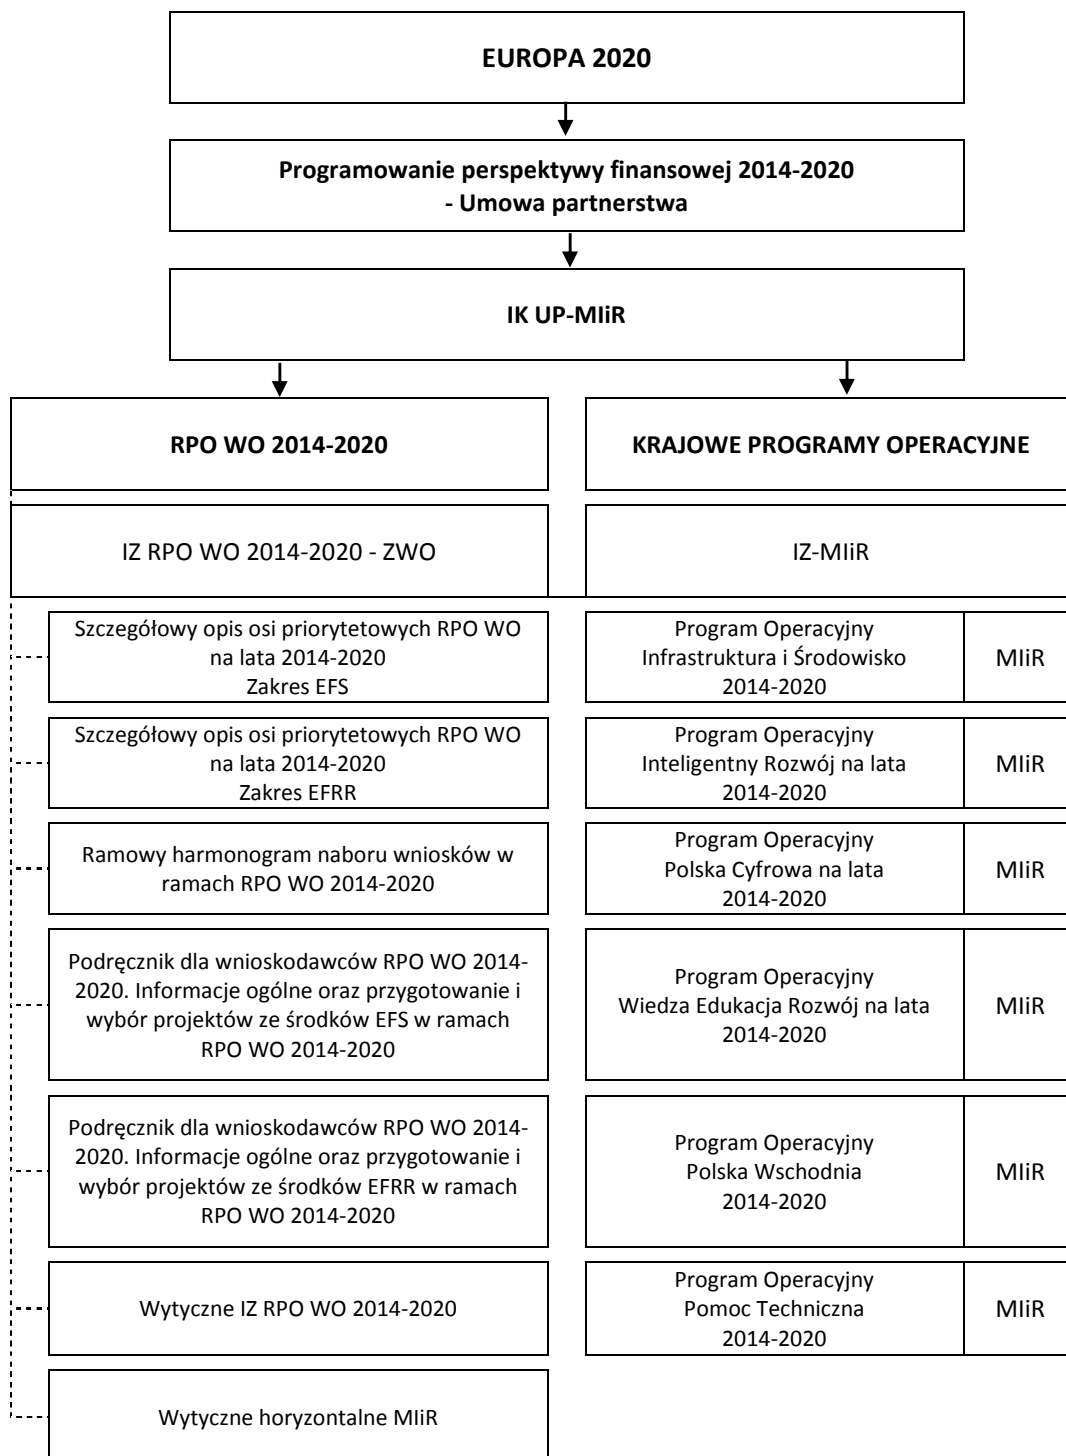 EUROPA 2020
Programowanie perspektywy finansowej 2014-2020
- Umowa partnerstwa
IK UP-MIiR
RPO WO 2014-2020
KRAJOWE PROGRAMY OPERACYJNE
IZ RPO WO 2014-2020 - ZWO
IZ-MIiR
Szczegółowy opis osi priorytetowych RPO WO
na lata 2014-2020
Zakres EFS
Program Operacyjny
Infrastruktura i Środowisko
2014-2020
MIiR
Szczegółowy opis osi priorytetowych RPO WO
na lata 2014-2020
Zakres EFRR
Program Operacyjny
Inteligentny Rozwój na lata
2014-2020
MIiR
Ramowy harmonogram naboru wniosków w
ramach RPO WO 2014-2020
Program Operacyjny
Polska Cyfrowa na lata
2014-2020
MIiR
Podręcznik dla wnioskodawców RPO WO 2014-
2020. Informacje ogólne oraz przygotowanie i
wybór projektów ze środków EFS w ramach
RPO WO 2014-2020
Program Operacyjny
Wiedza Edukacja Rozwój na lata
2014-2020
MIiR
Podręcznik dla wnioskodawców RPO WO 2014-
2020. Informacje ogólne oraz przygotowanie i
wybór projektów ze środków EFRR w ramach
RPO WO 2014-2020
Program Operacyjny
Polska Wschodnia
2014-2020
MIiR
Wytyczne IZ RPO WO 2014-2020
Program Operacyjny
Pomoc Techniczna
2014-2020
MIiR
Wytyczne horyzontalne MIiR